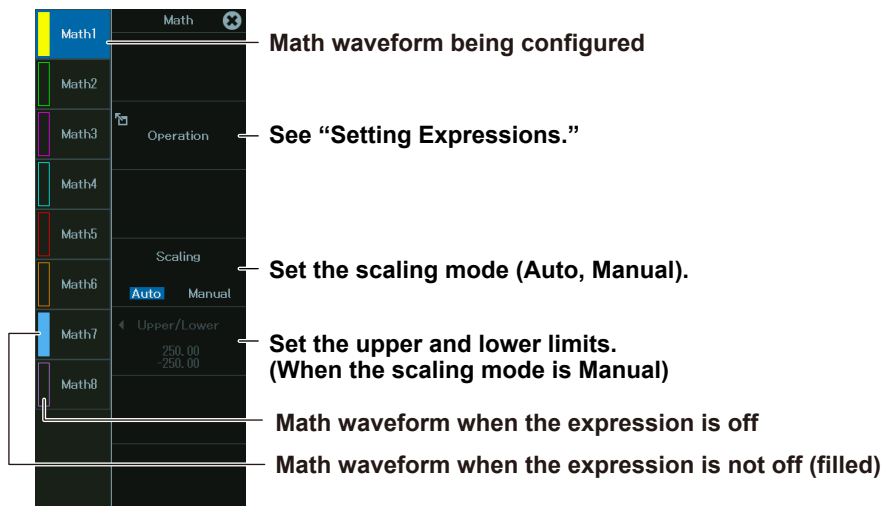 Math
Math1
Math waveform being configured
Math2
Math3
Operation
See “Setting Expressions.”
Math4
Math5
Scaling
Set the scaling mode (Auto, Manual).
Math6
Auto Manual
Math7
Upper/Lower
250.00
-250.00
Set the upper and lower limits.
(When the scaling mode is Manual)
Math8
Math waveform when the expression is off
Math waveform when the expression is not off (filled)